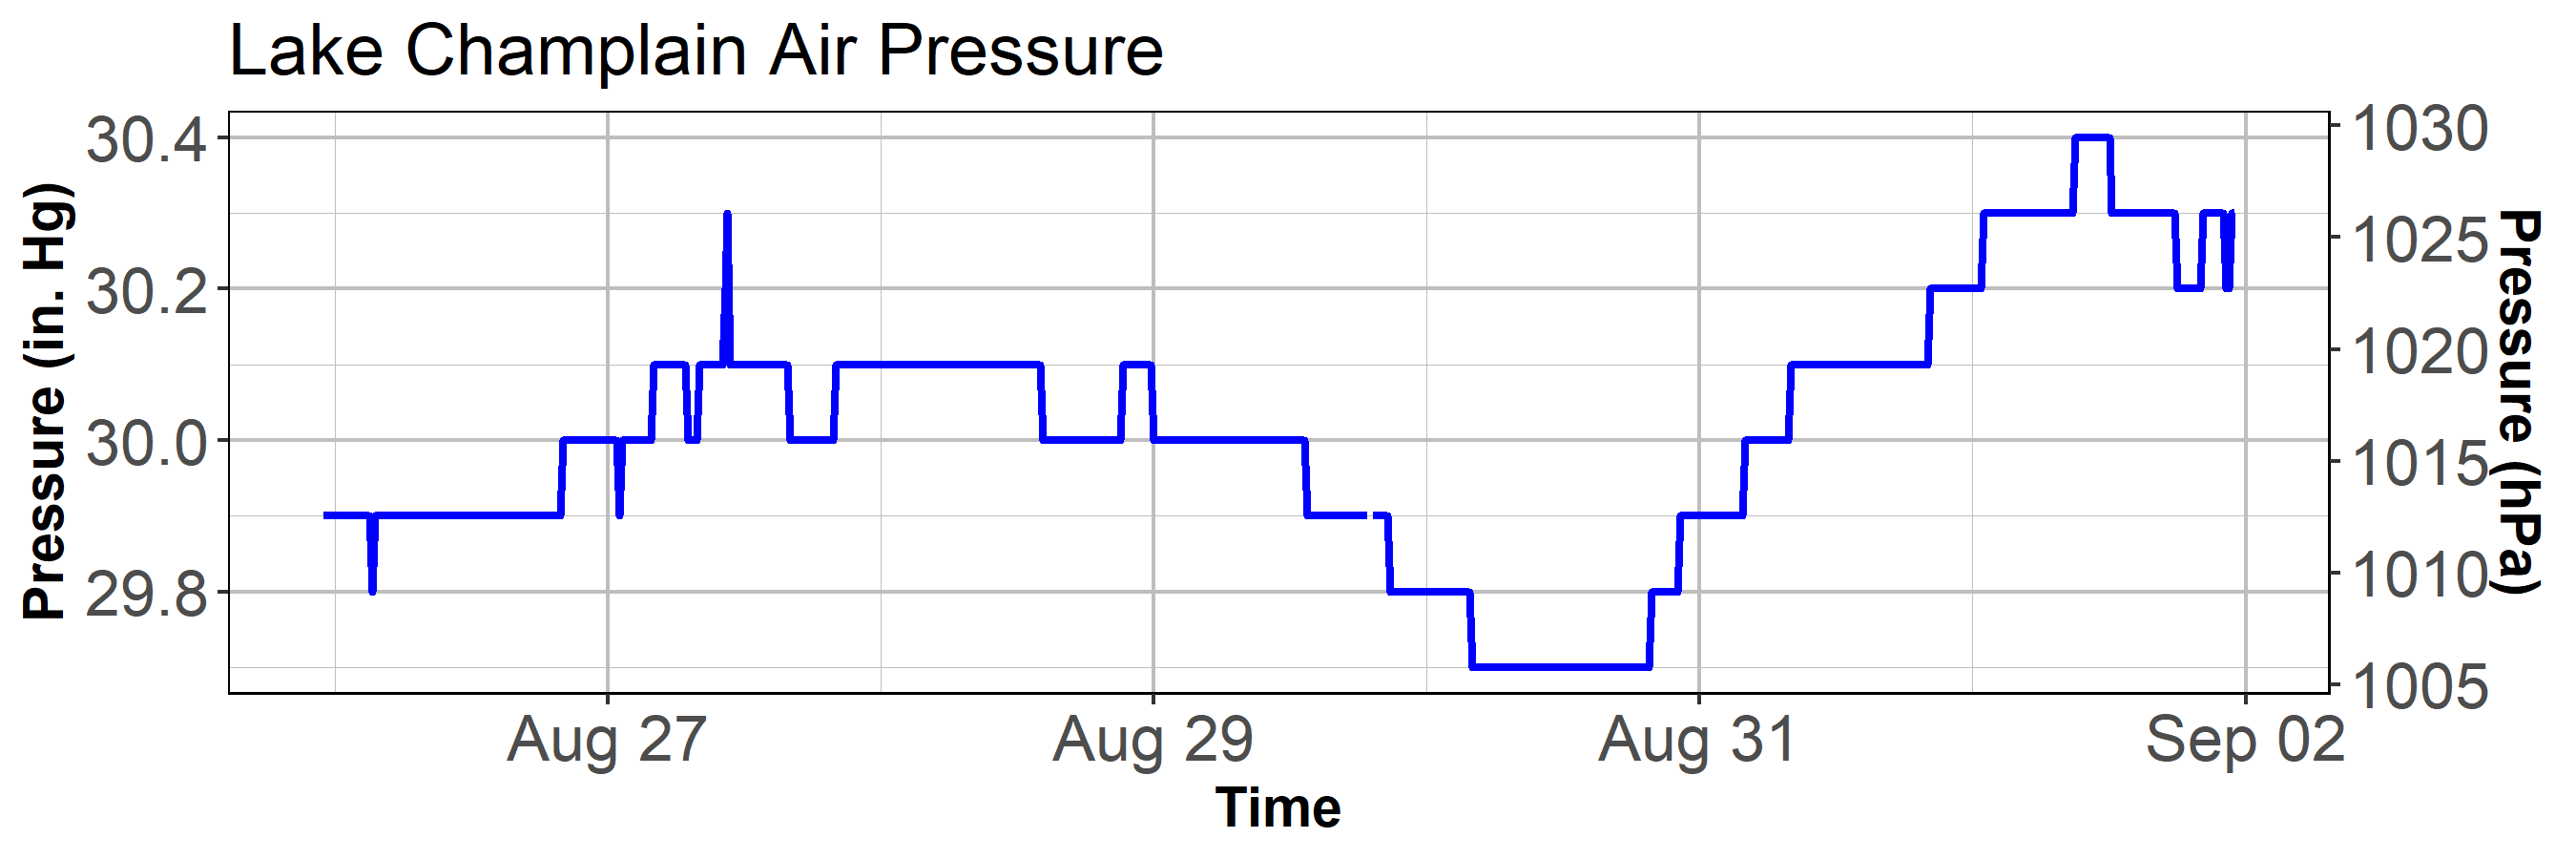 Lake Champlain Air Pressure
Pressure (in. Hg)
30.4
30.2
30.0
29.8
1030
1025
1020
1015
1010
1005
Pressure (hPa)
Aug 27
Aug 29
Aug 31
Sep 02
Time